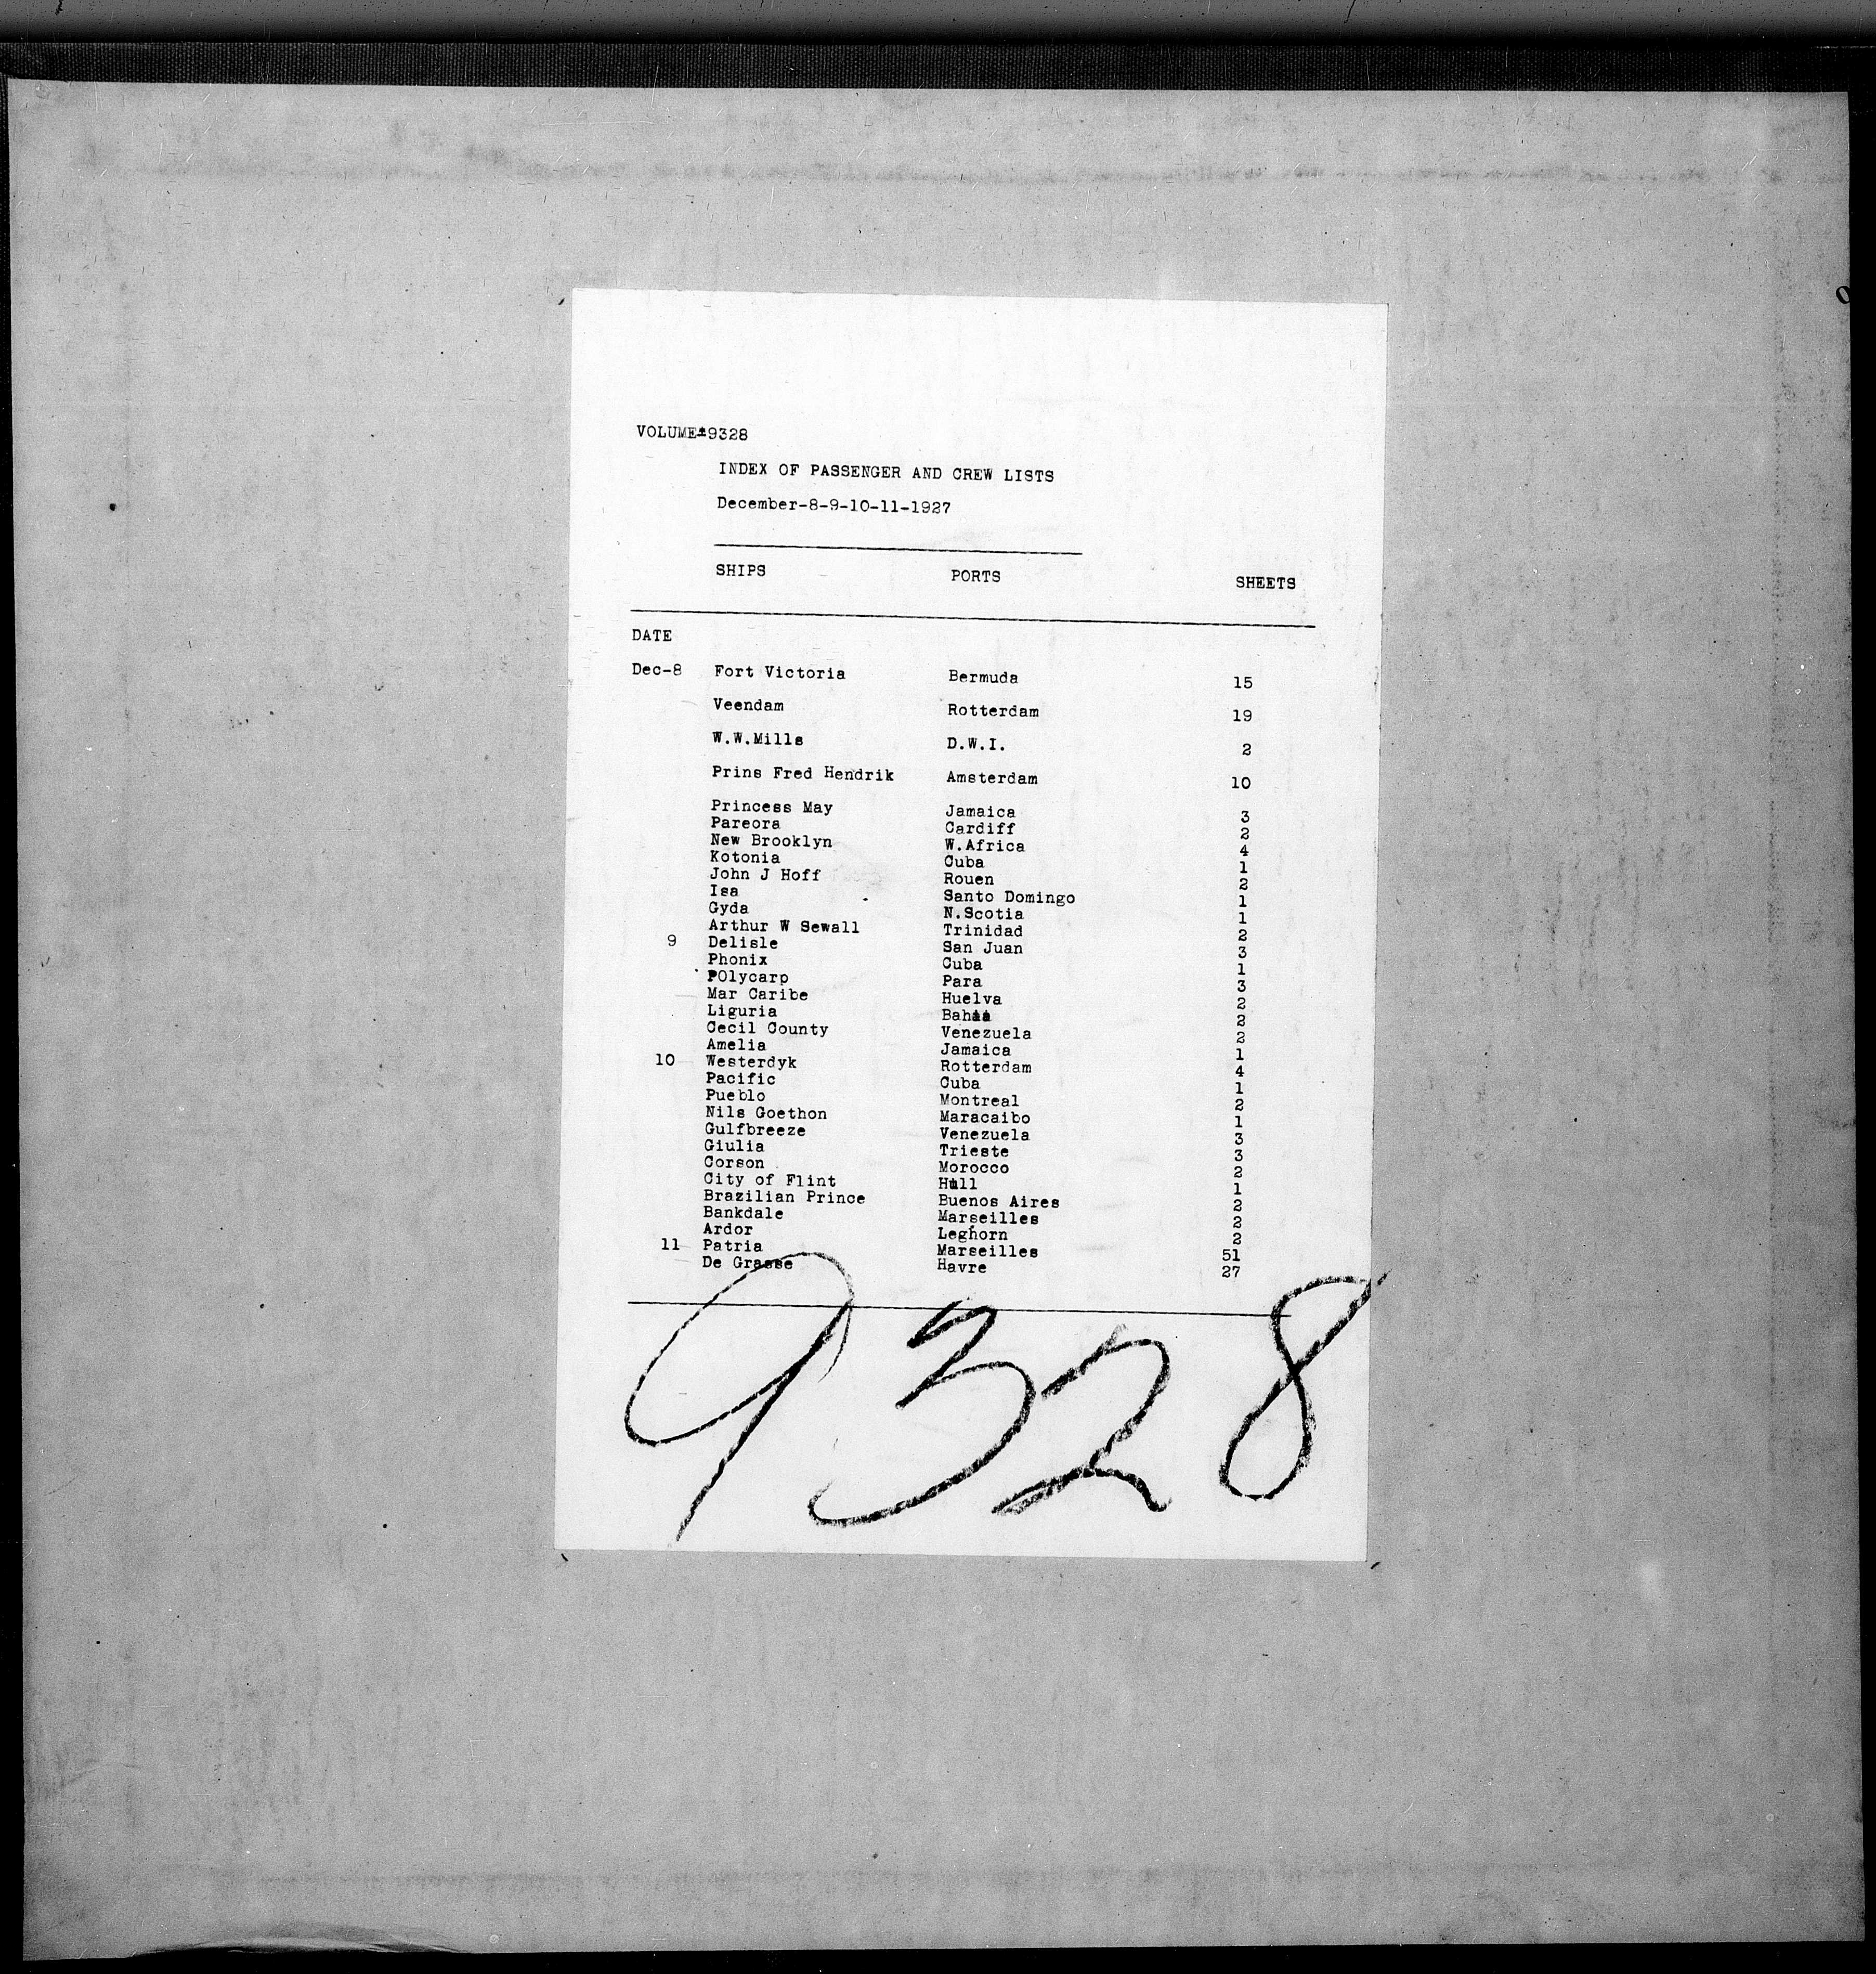 VOLUME#9328
INDEX OF PASSENGER AND CREW LISTS
December-8-9-10-11-1927
SHIPS PORTS SHEETS
DATE
Dec-8 Fort Victoria Bermuda 15
Veendam Rotterdam 19
W.W.Mills D.W.I. 2
Prins Fred Hendrik Amsterdam 10
Princess May Jamaica 3
Pareora Cardiff 2
New Brooklyn W.Africa 4
Kotonia Cuba 1
John J Hoff Rouen 2
Isa Santo Domingo 1
Gyda N.Scotia 1
Arthur W Sewall Trinidad 2
9 Delisle San Juan 3
Phonix Cuba 1
POlycarp Para 3
Mar Caribe Huelva 2
Liguria Bahia 2
Cecil County Venezuela 2
Amelia Jamaica 1
10 Westerdyk Rotterdam 4
Pacific Cuba 1
Pueblo Montreal 2
Nils Goethon Maracaibo 1
Gulfbreeze Venezuela 3
Giulia Trieste 3
Corson Morocco 2
City of Flint Hull 1
Brazilian Prince Buenos Aires 2
Bankdale Marseilles 2
Ardor Leghorn 2
11 Patria Marseilles 51
De Grasse Havre 27
9328